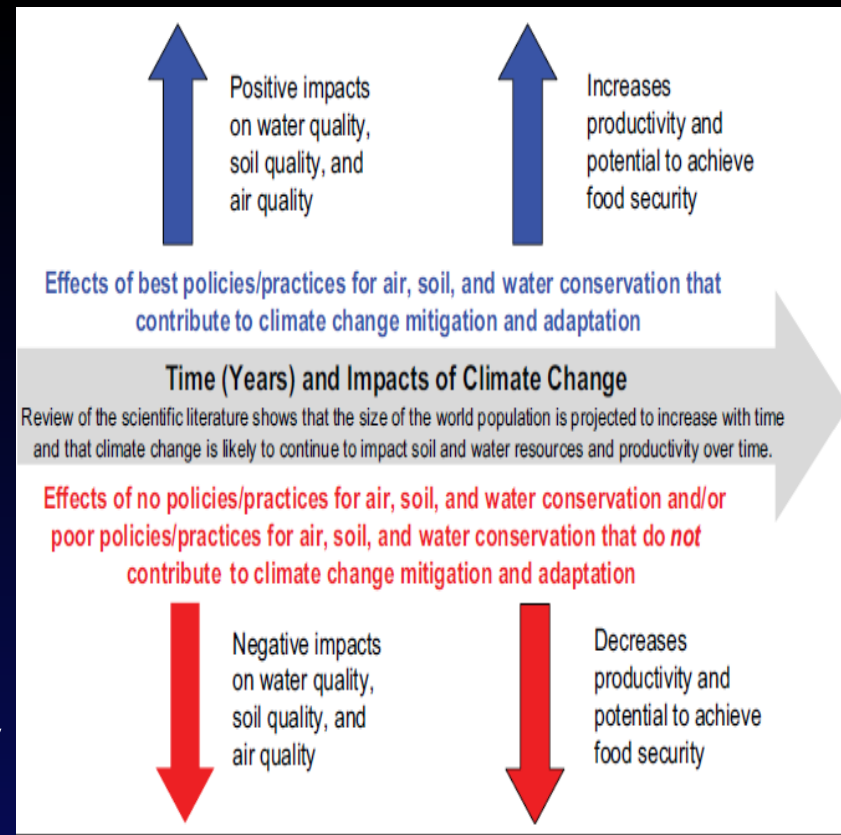 Positive impacts
on water quality,
soil quality, and
air quality
Increases
productivity and
potential to achieve
food security
Effects of best policies/practices for air, soil, and water conservation that
contribute to climate change mitigation and adaptation
Time (Years) and Impacts of Climate Change
Review of the scientific literature shows that the size of the world population is projected to increase with time
and that climate change is likely to continue to impact soil and water resources and productivity over time.
Effects of no policies/practices for air, soil, and water conservation and/or
poor policies/practices for air, soil, and water conservation that do not
contribute to climate change mitigation and adaptation
Negative impacts
on water quality,
soil quality, and
air quality
Decreases
productivity and
potential to achieve
food security